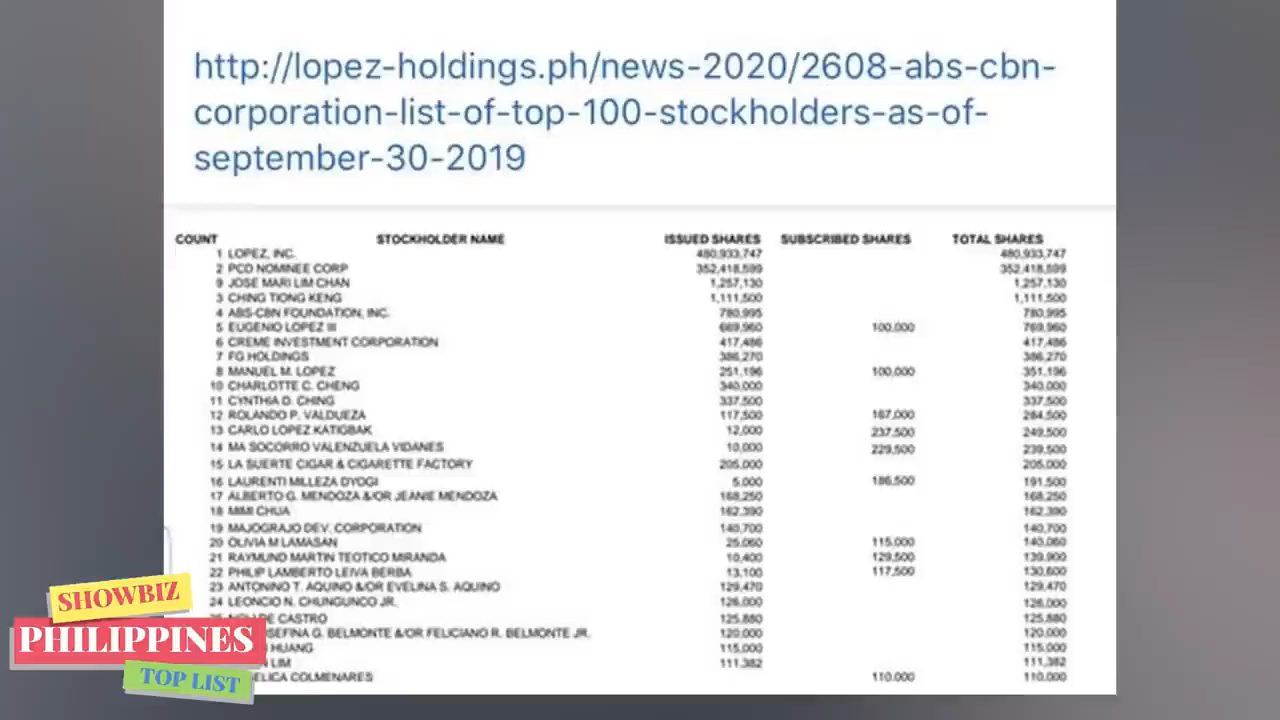 http://lopez-holdings.ph/news-2020/2608-abs-cbn-
corporation-list-of-top-100-stockholders-as-of-
september-30-2019
COUNT STOCKHOLDER NAME ISSUED SHARES SUBSCRIBED SHARES TOTAL SHARES
1 LOPEZ, INC. 480,933,747 480,933,747
2 PCD NOMINEE CORP 352,418,599 352,418,599
9 JOSE MARI LIM CHAN 1,257,130 1,257,130
3 CHING TIONG KENG 1,111,500 1,111,500
4 ABS-CBN FOUNDATION, INC. 780,995 780,995
5 EUGENIO LOPEZ III 669,960 100,000 769,960
6 CREME INVESTMENT CORPORATION 417,486 417,486
7 FG HOLDINGS 386,270 386,270
8 MANUEL M. LOPEZ 251,196 100,000 351,196
10 CHARLOTTE C. CHENG 340,000 340,000
11 CYNTHIA D. CHING 337,500 337,500
12 ROLANDO P. VALDUEZA 117,500 167,000 284,500
13 CARLO LOPEZ KATIGBAK 12,000 237,500 249,500
14 MA SOCORRO VALENZUELA VIDANES 10,000 229,500 239,500
15 LA SUERTE CIGAR & CIGARETTE FACTORY 205,000 205,000
16 LAURENTI MILLEZA DYOGI 5,000 186,500 191,500
17 ALBERTO G. MENDOZA &/OR JEANIE MENDOZA 168,250 168,250
18 MIMI CHUA 162,390 162,390
19 MAJOGRAJO DEV. CORPORATION 140,700 140,700
20 OLIVIA M LAMASAN 25,060 115,000 140,060
21 RAYMUND MARTIN TEOTICO MIRANDA 10,400 129,500 139,900
22 PHILIP LAMBERTO LEIVA BERBA 13,100 117,500 130,600
23 ANTONINO T. AQUINO &/OR EVELINA S. AQUINO 129,470 129,470
24 LEONCIO N. CHUNGUNCO JR. 126,000 126,000
DE CASTRO 125,880 125,880
G. BELMONTE &/OR FELICIANO R. BELMONTE JR. 120,000 120,000
HUANG 115,000 115,000
LIM 111,382 111,382
COLMENARES 110,000 110,000
SHOWBIZ
PHILIPPINES
TOP LIST